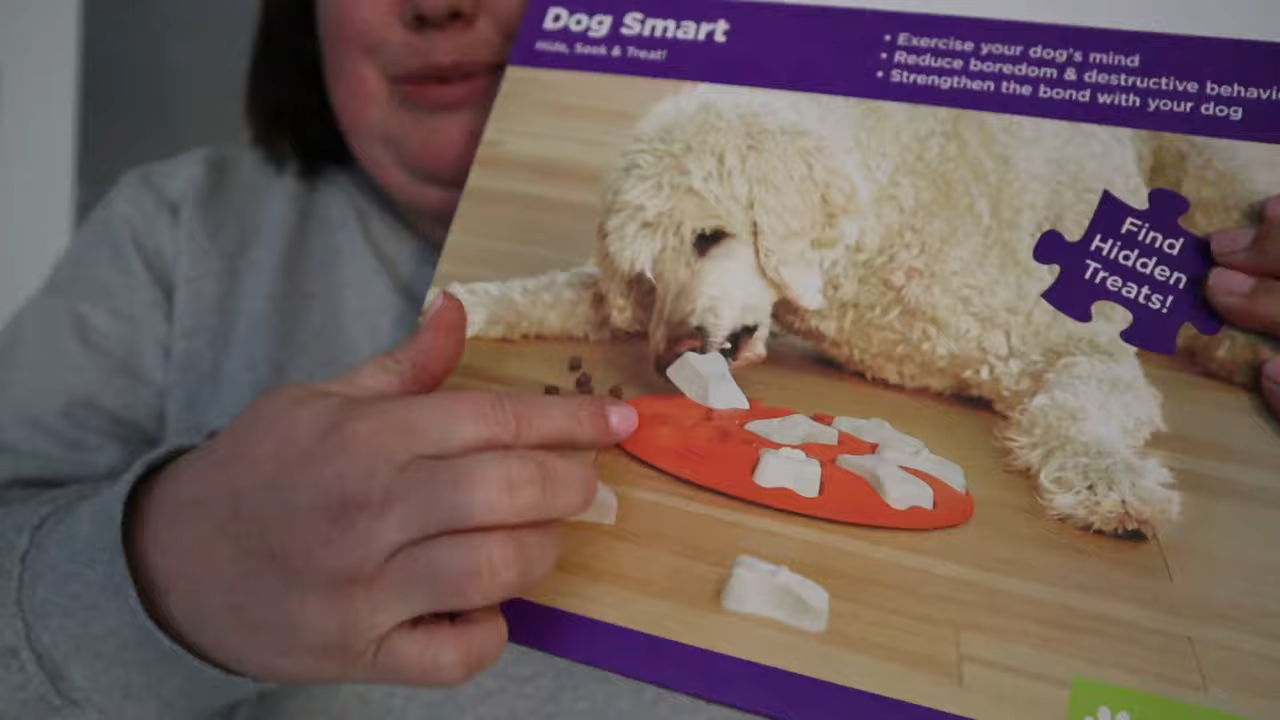 Dog Smart
Hide, Seek & Treat!
• Exercise your dog's mind
• Reduce boredom & destructive behavi
• Strengthen the bond with your dog
Find
Hidden
Treats!